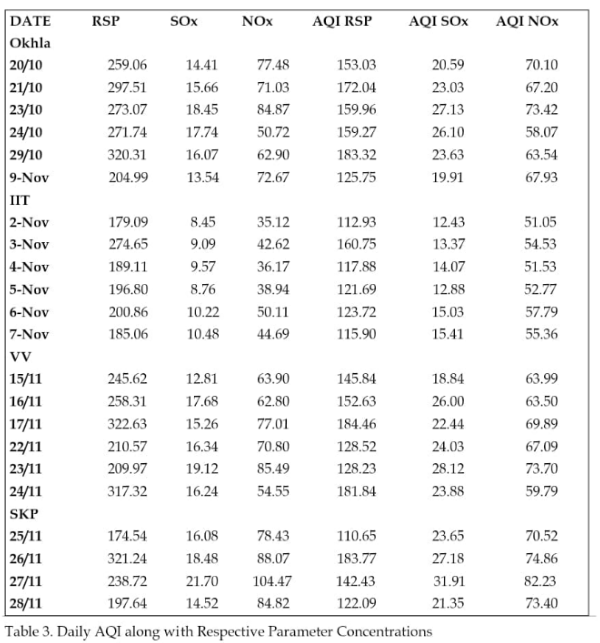 DATE RSP SOx NOx AQI RSP AQI SOx AQI NOx
Okhla
20/10 259.06 14.41 77.48 153.03 20.59 70.10
21/10 297.51 15.66 71.03 172.04 23.03 67.20
23/10 273.07 18.45 84.87 159.96 27.13 73.42
24/10 271.74 17.74 50.72 159.27 26.10 58.07
29/10 320.31 16.07 62.90 183.32 23.63 63.54
9-Nov 204.99 13.54 72.67 125.75 19.91 67.93
IIT
2-Nov 179.09 8.45 35.12 112.93 12.43 51.05
3-Nov 274.65 9.09 42.62 160.75 13.37 54.53
4-Nov 189.11 9.57 36.17 117.88 14.07 51.53
5-Nov 196.80 8.76 38.94 121.69 12.88 52.77
6-Nov 200.86 10.22 50.11 123.72 15.03 57.79
7-Nov 185.06 10.48 44.69 115.90 15.41 55.36
VV
15/11 245.62 12.81 63.90 145.84 18.84 63.99
16/11 258.31 17.68 62.80 152.63 26.00 63.50
17/11 322.63 15.26 77.01 184.46 22.44 69.89
22/11 210.57 16.34 70.80 128.52 24.03 67.09
23/11 209.97 19.12 85.49 128.23 28.12 73.70
24/11 317.32 16.24 54.55 181.84 23.88 59.79
SKP
25/11 174.54 16.08 78.43 110.65 23.65 70.52
26/11 321.24 18.48 88.07 183.77 27.18 74.86
27/11 238.72 21.70 104.47 142.43 31.91 82.23
28/11 197.64 14.52 84.82 122.09 21.35 73.40
Table 3. Daily AQI along with Respective Parameter Concentrations